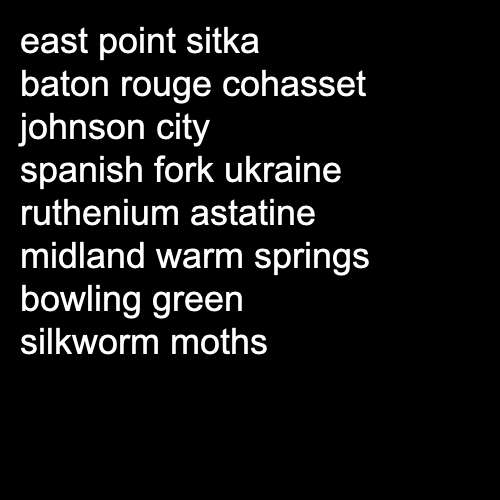 east point sitka
baton rouge cohasset
johnson city
spanish fork ukraine
ruthenium astatine
midland warm springs
bowling green
silkworm moths